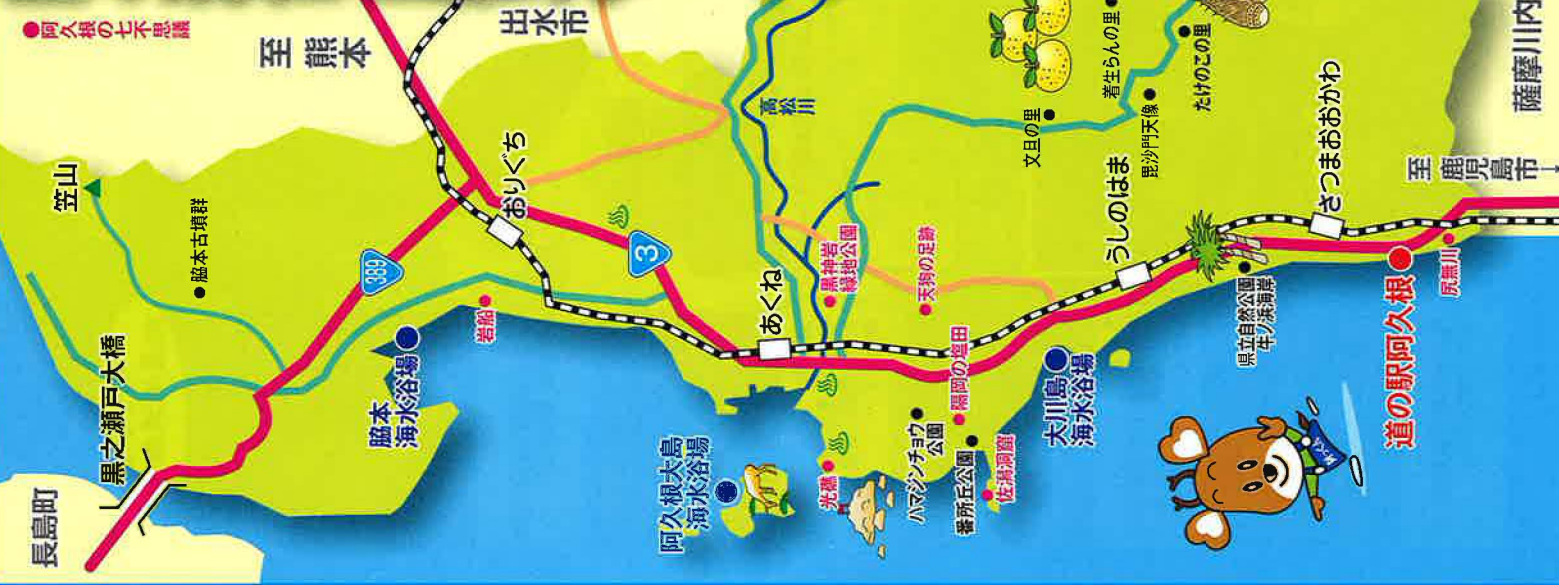 ●阿久根の七不思議
至
熊本
出水市
笠山
脇本古墳群
389
おりぐち
3
黒之瀬戸大橋
長島町
脇本
海水浴場
岩船
高松川
あくね
黒神岩
緑地公園
天狗の足跡
文旦の里
着生らんの里
たけのこの里
毘沙門天像
うしのはま
さつまおおかわ
薩摩川内
至
鹿児島市
阿久根大島
海水浴場
光礁
ハマジンチョウ
公園
隔岡の塩田
番所丘公園
佐潟洞窟
大川島
海水浴場
県立自然公園
牛ノ浜海岸
道の駅阿久根
尻無川